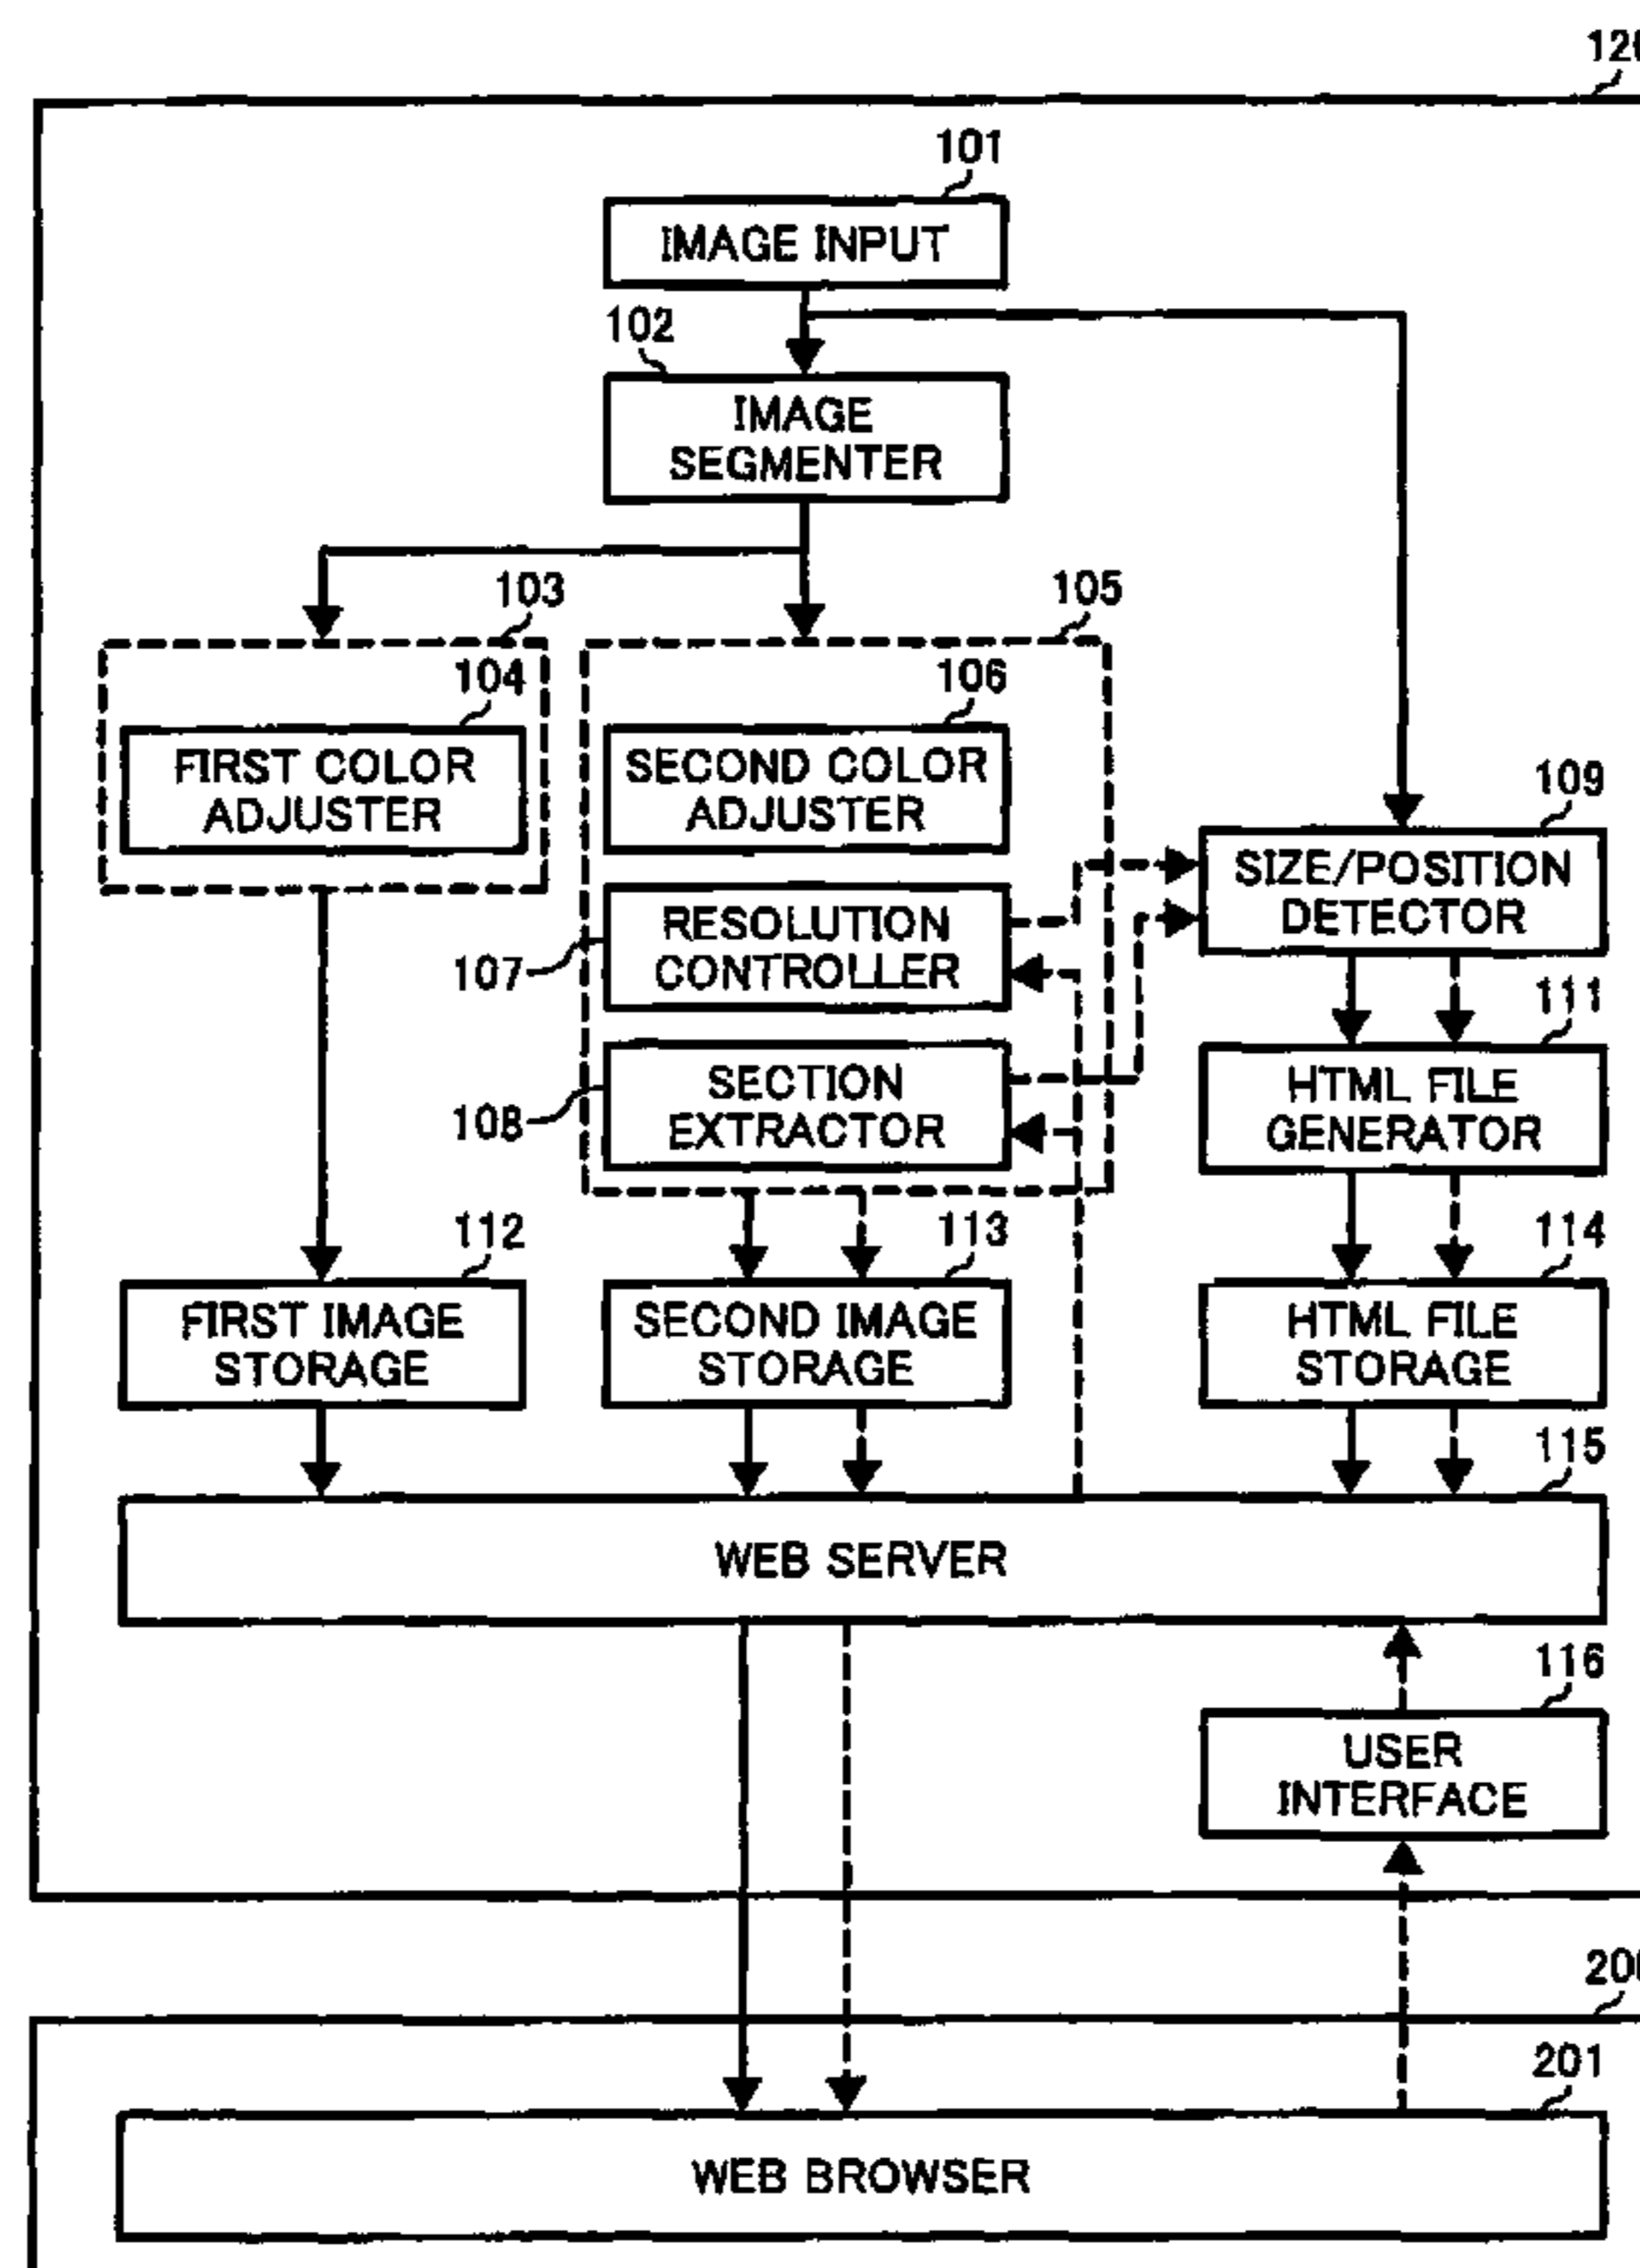 120
101
IMAGE INPUT
102
IMAGE
SEGMENTER
103
105
104
106
FIRST COLOR
ADJUSTER
SECOND COLOR
ADJUSTER
109
SIZE/POSITION
DETECTOR
107
RESOLUTION
CONTROLLER
111
108
SECTION
EXTRACTOR
HTML FILE
GENERATOR
112
113
114
FIRST IMAGE
STORAGE
SECOND IMAGE
STORAGE
HTML FILE
STORAGE
115
WEB SERVER
116
USER
INTERFACE
200
201
WEB BROWSER